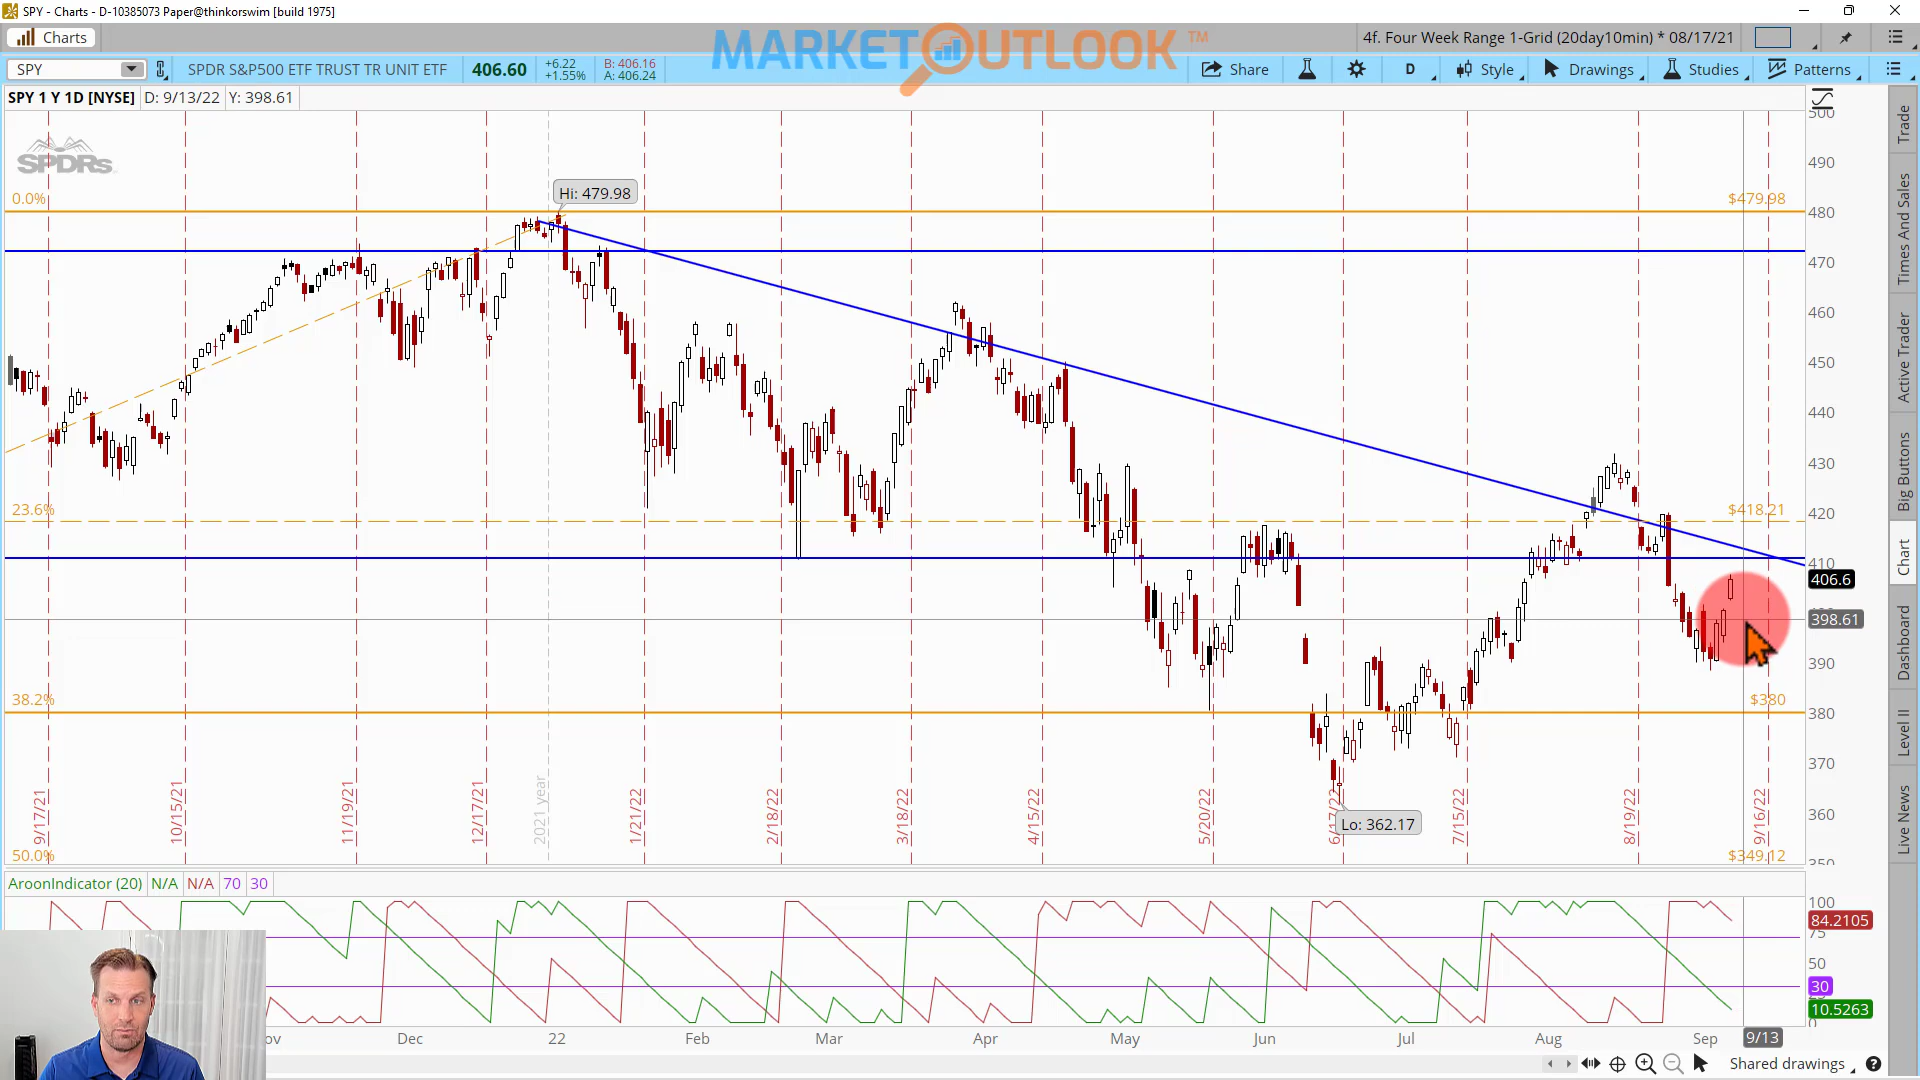 SPY - Charts - D-10385073 Paper@thinkorswim [build 1975]
Charts
MARKETOUTLOOK™
4f. Four Week Range 1-Grid (20day10min) * 08/17/21
SPY
SPDR S&P500 ETF TRUST TR UNIT ETF
406.60
+6.22
+1.55%
B: 406.16
A: 406.24
Share
D
Style
Drawings
Studies
Patterns
SPY 1 Y 1D [NYSE]
D: 9/13/22
Y: 398.61
SPDRs
500
490
480
470
460
450
440
430
420
410
390
380
370
360
350
406.6
398.61
0.0%
$479.98
Hi: 479.98
23.6%
$418.21
38.2%
$380
50.0%
$349.12
Lo: 362.17
9/17/21
10/15/21
11/19/21
12/17/21
2021 year
1/21/22
2/18/22
3/18/22
4/15/22
5/20/22
6/17/22
7/15/22
8/19/22
9/16/22
AroonIndicator (20)
N/A
N/A
70
30
100
84.2105
75
50
30
10.5263
0
ov
Dec
22
Feb
Mar
Apr
May
Jun
Jul
Aug
Sep
9/13
Shared drawings
?
Trade
Times And Sales
Active Trader
Big Buttons
Chart
Dashboard
Level II
Live News